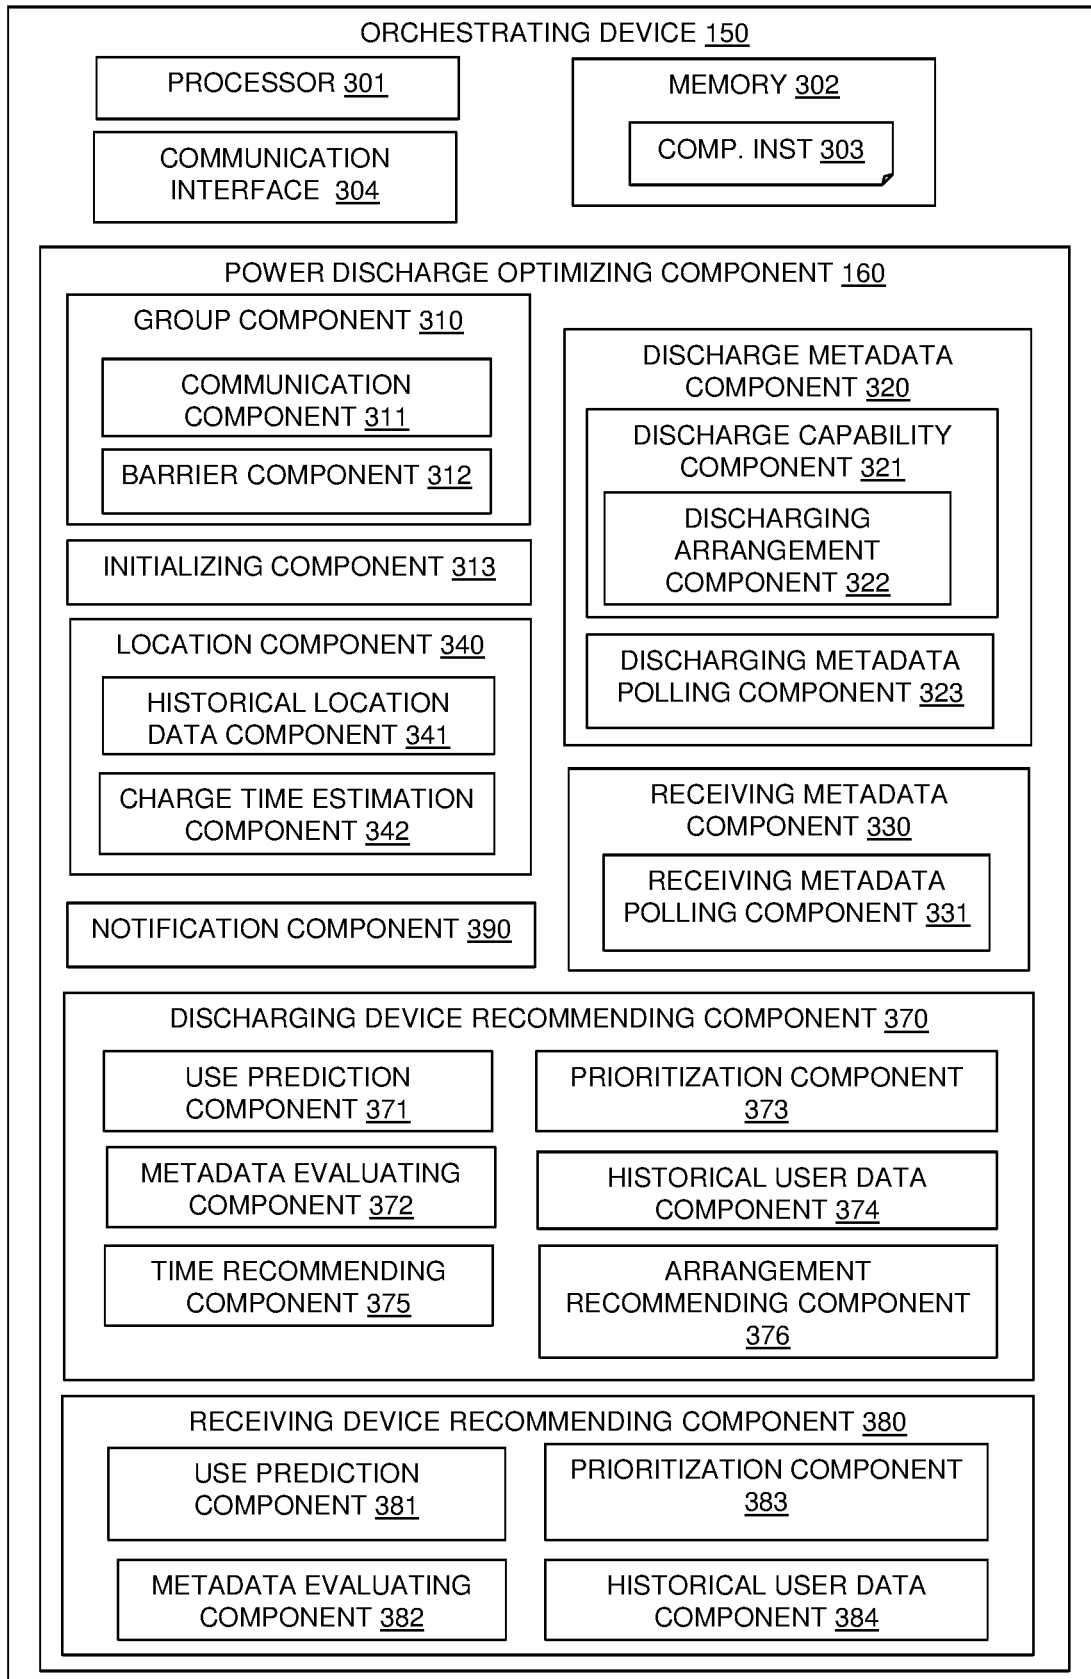 ORCHESTRATING DEVICE 150
PROCESSOR 301
COMMUNICATION
INTERFACE 304
MEMORY 302
COMP. INST 303
POWER DISCHARGE OPTIMIZING COMPONENT 160
GROUP COMPONENT 310
COMMUNICATION
COMPONENT 311
BARRIER COMPONENT 312
INITIALIZING COMPONENT 313
LOCATION COMPONENT 340
HISTORICAL LOCATION
DATA COMPONENT 341
CHARGE TIME ESTIMATION
COMPONENT 342
NOTIFICATION COMPONENT 390
DISCHARGE METADATA
COMPONENT 320
DISCHARGE CAPABILITY
COMPONENT 321
DISCHARGING
ARRANGEMENT
COMPONENT 322
DISCHARGING METADATA
POLLING COMPONENT 323
RECEIVING METADATA
COMPONENT 330
RECEIVING METADATA
POLLING COMPONENT 331
DISCHARGING DEVICE RECOMMENDING COMPONENT 370
USE PREDICTION
COMPONENT 371
PRIORITIZATION COMPONENT
373
METADATA EVALUATING
COMPONENT 372
HISTORICAL USER DATA
COMPONENT 374
TIME RECOMMENDING
COMPONENT 375
ARRANGEMENT
RECOMMENDING COMPONENT
376
RECEIVING DEVICE RECOMMENDING COMPONENT 380
USE PREDICTION
COMPONENT 381
PRIORITIZATION COMPONENT
383
METADATA EVALUATING
COMPONENT 382
HISTORICAL USER DATA
COMPONENT 384